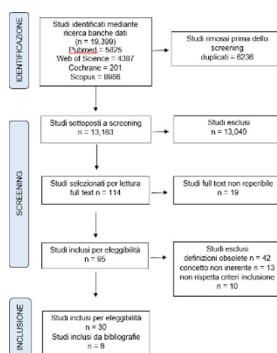 IDENTIFICAZIONE
Studi identificati mediante
ricerca banche dati
(n = 19,399)
Pubmed = 5825
Web of Science = 4387
Cochrane = 201
Scopus = 8986
Studi rimossi prima dello
screening
duplicati = 6236
SCREENING
Studi sottoposti a screening
n = 13,163
Studi esclusi
n = 13,049
Studi selezionati per lettura
full text n = 114
Studi full text non reperibile
n = 19
Studi inclusi per eleggibilità
n = 95
Studi esclusi
definizioni obsolete n = 42
concetto non inerente n = 13
non rispetta criteri inclusione
n = 10
INCLUSIONE
Studi inclusi per eleggibilità
n = 30
Studi inclusi da bibliografie
n = 8